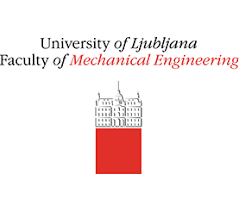 University of Ljubljana
Faculty of Mechanical Engineering